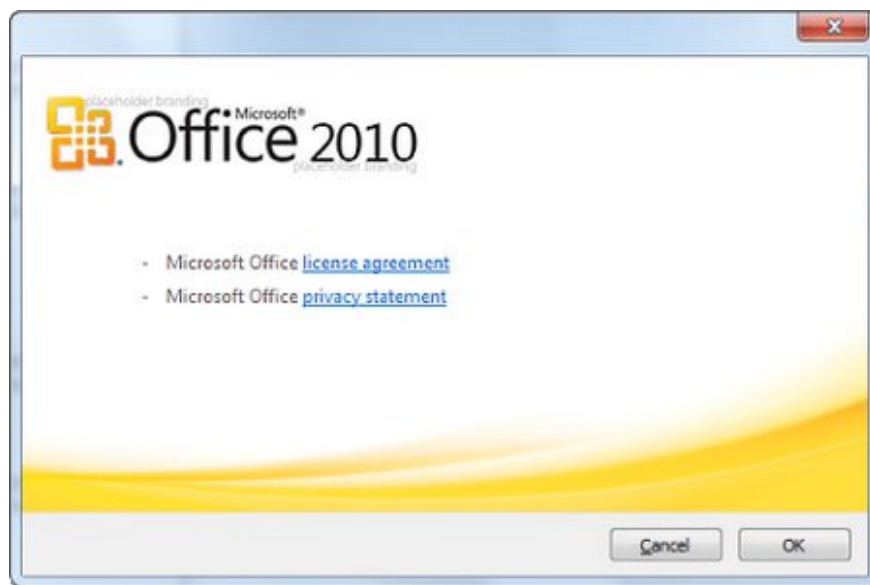 placeholder branding
Microsoft®
Office 2010
placeholder branding
- Microsoft Office license agreement
- Microsoft Office privacy statement
Cancel OK